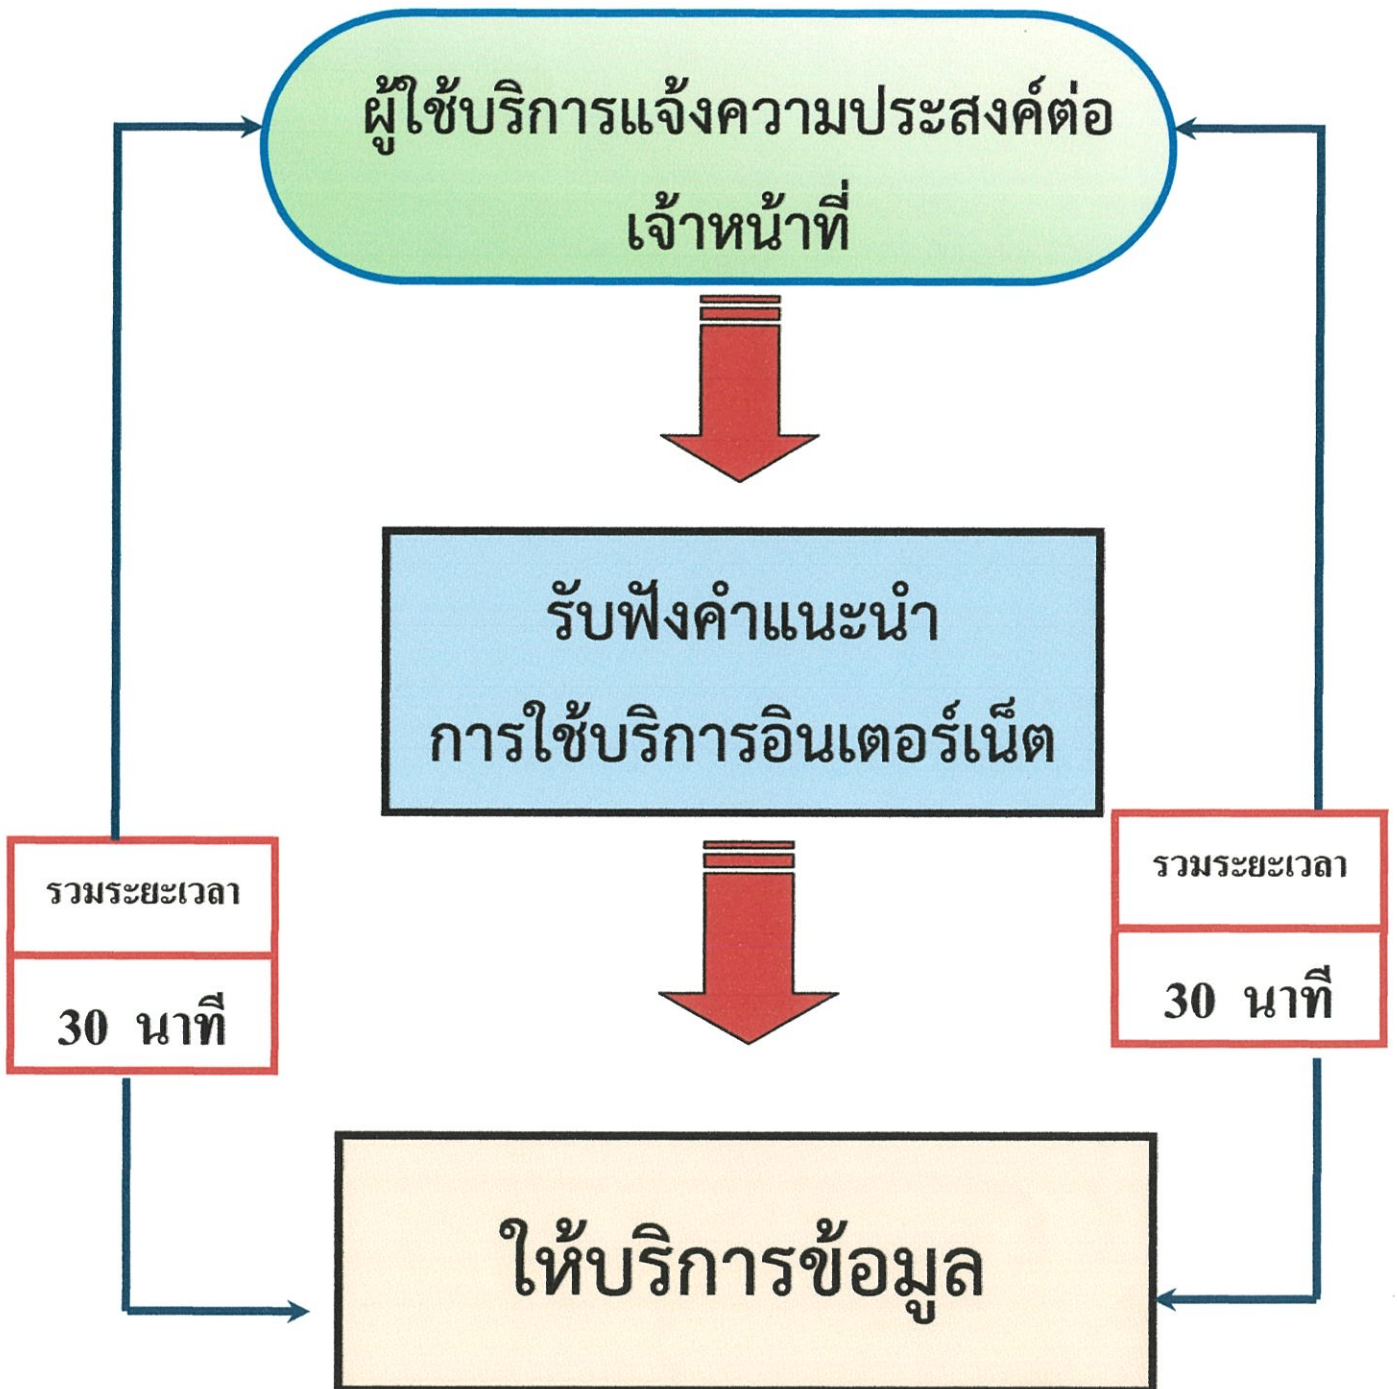 ผู้ใช้บริการแจ้งความประสงค์ต่อ
เจ้าหน้าที่
รับฟังคำแนะนำ
การใช้บริการอินเตอร์เน็ต
รวมระยะเวลา
30 นาที
รวมระยะเวลา
30 นาที
ให้บริการข้อมูล